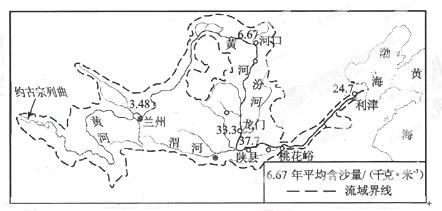 6.67
黄
河口
渤
河
汾
海
黄
约古宗列曲
3.48
河
24.7
兰州
龙门
利津
黄
33.3
河
渭
河
37.7
陕县
桃花峪
海
6.67 年平均含沙量/(千克·米⁻³)
流域界线